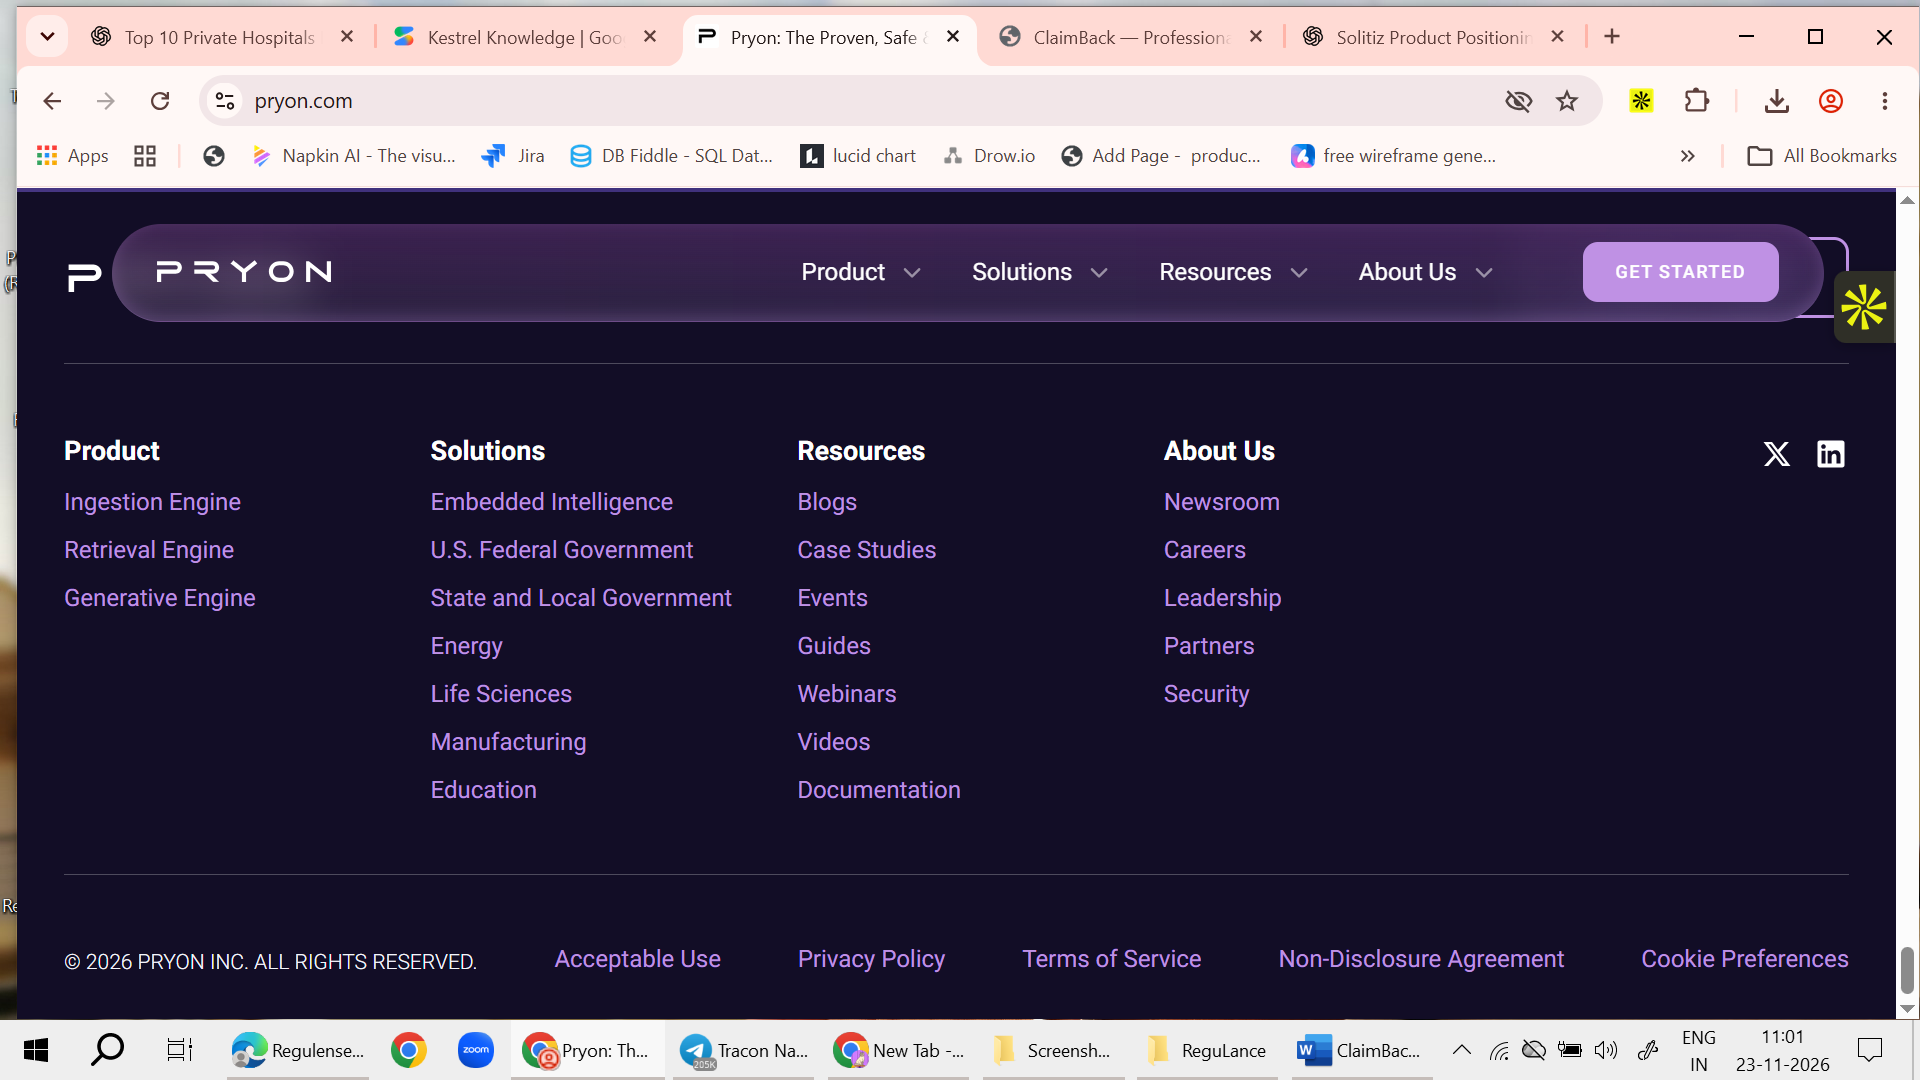 Top 10 Private Hospitals
Kestrel Knowledge | Goo
Pryon: The Proven, Safe &
ClaimBack — Professiona
Solitiz Product Positionin
pryon.com
Apps
Napkin AI - The visu...
Jira
DB Fiddle - SQL Dat...
lucid chart
Drow.io
Add Page - produc...
free wireframe gene...
All Bookmarks
PRYON
Product
Solutions
Resources
About Us
GET STARTED
Product
Ingestion Engine
Retrieval Engine
Generative Engine
Solutions
Embedded Intelligence
U.S. Federal Government
State and Local Government
Energy
Life Sciences
Manufacturing
Education
Resources
Blogs
Case Studies
Events
Guides
Webinars
Videos
Documentation
About Us
Newsroom
Careers
Leadership
Partners
Security
© 2026 PRYON INC. ALL RIGHTS RESERVED.
Acceptable Use
Privacy Policy
Terms of Service
Non-Disclosure Agreement
Cookie Preferences
Regulense...
zoom
Pryon: Th...
205K
Tracon Na...
New Tab -...
Screensh...
ReguLance
ClaimBac...
ENG
IN
11:01
23-11-2026